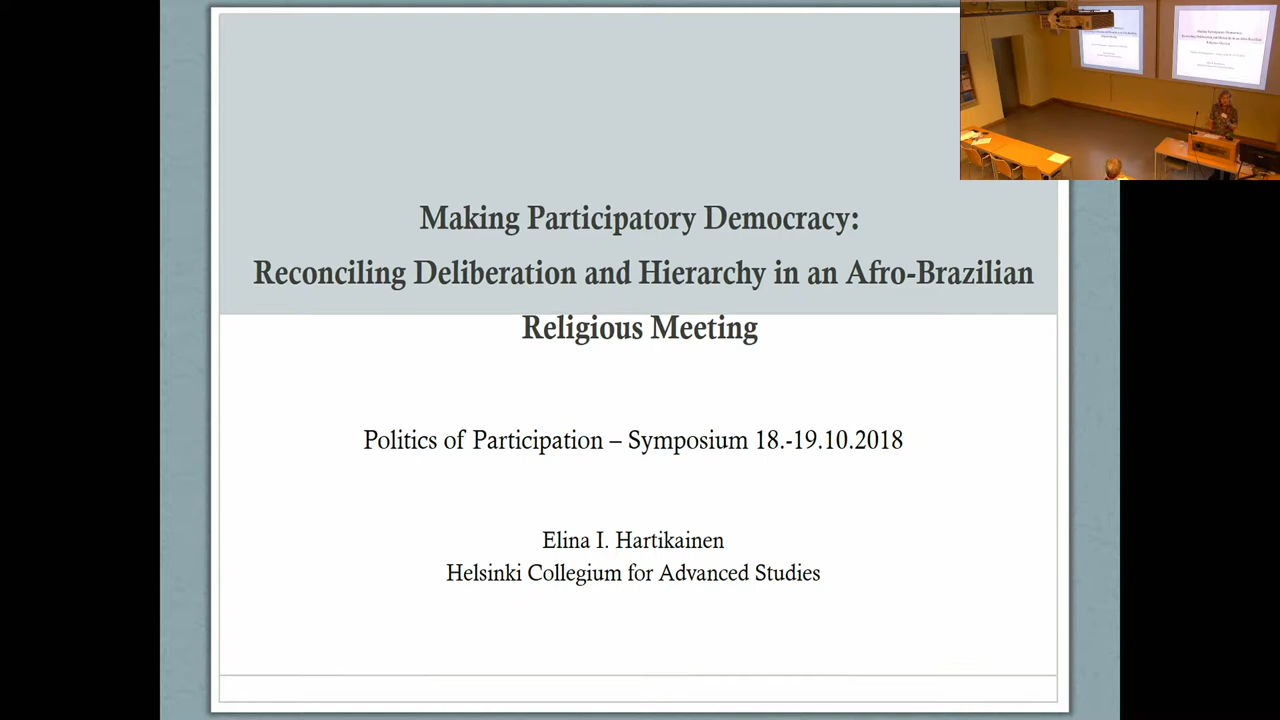 Making Participatory Democracy:
Reconciling Deliberation and Hierarchy in an Afro-Brazilian
Religious Meeting
Politics of Participation – Symposium 18.-19.10.2018
Elina I. Hartikainen
Helsinki Collegium for Advanced Studies